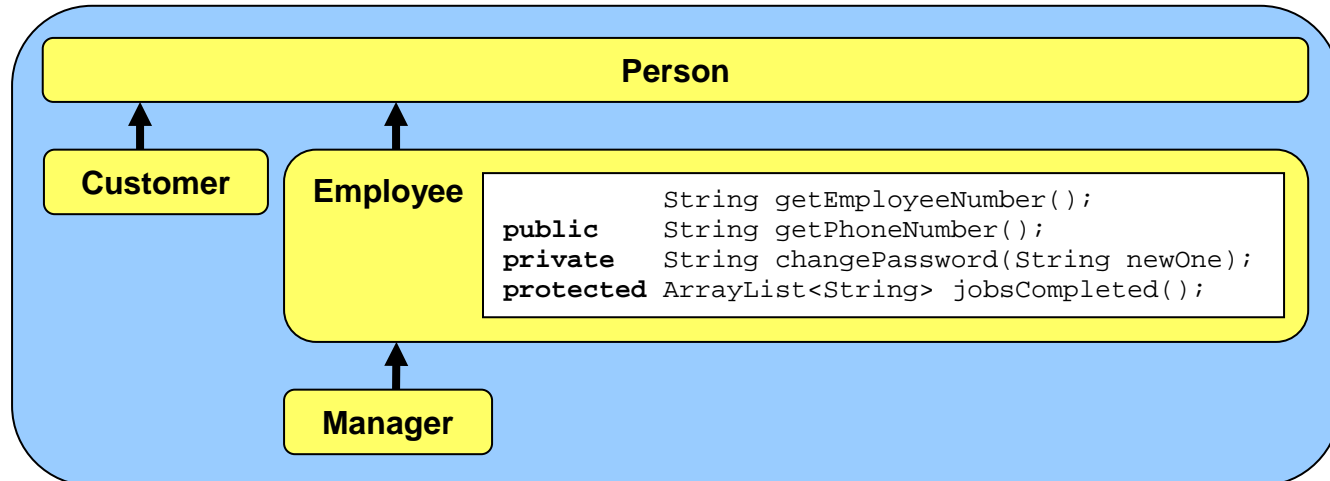 Person
Customer
Employee
String getEmployeeNumber();
public String getPhoneNumber();
private String changePassword(String newOne);
protected ArrayList<String> jobsCompleted();
Manager